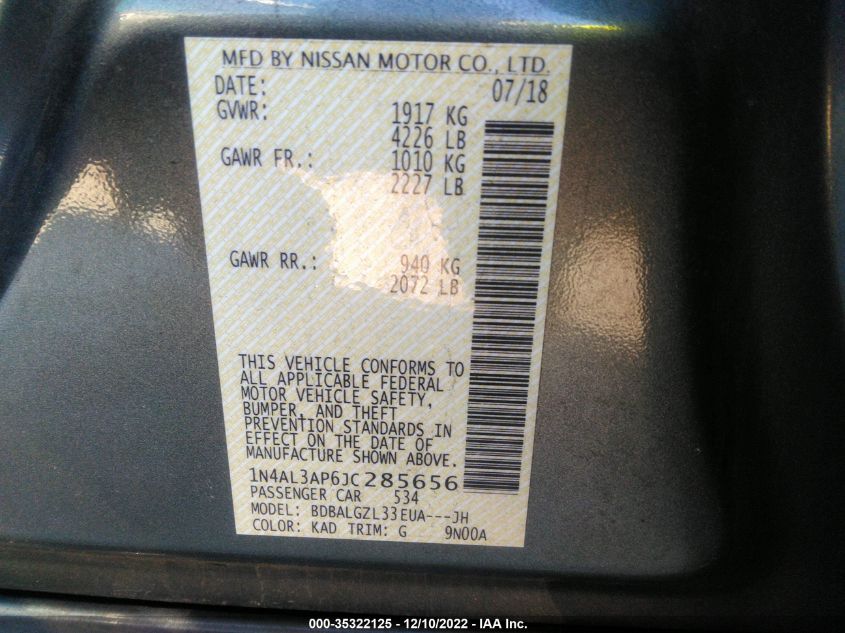 MFD BY NISSAN MOTOR CO., LTD.
DATE: 07/18
GVWR: 1917 KG
4226 LB
GAWR FR.: 1010 KG
2227 LB
GAWR RR.: 940 KG
2072 LB
THIS VEHICLE CONFORMS TO
ALL APPLICABLE FEDERAL
MOTOR VEHICLE SAFETY,
BUMPER, AND THEFT
PREVENTION STANDARDS IN
EFFECT ON THE DATE OF
MANUFACTURE SHOWN ABOVE.
1N4AL3AP6JC285656
PASSENGER CAR 534
MODEL: BDBALGZL33EUA---JH
COLOR: KAD TRIM: G 9N00A
000-35322125 - 12/10/2022 - IAA Inc.